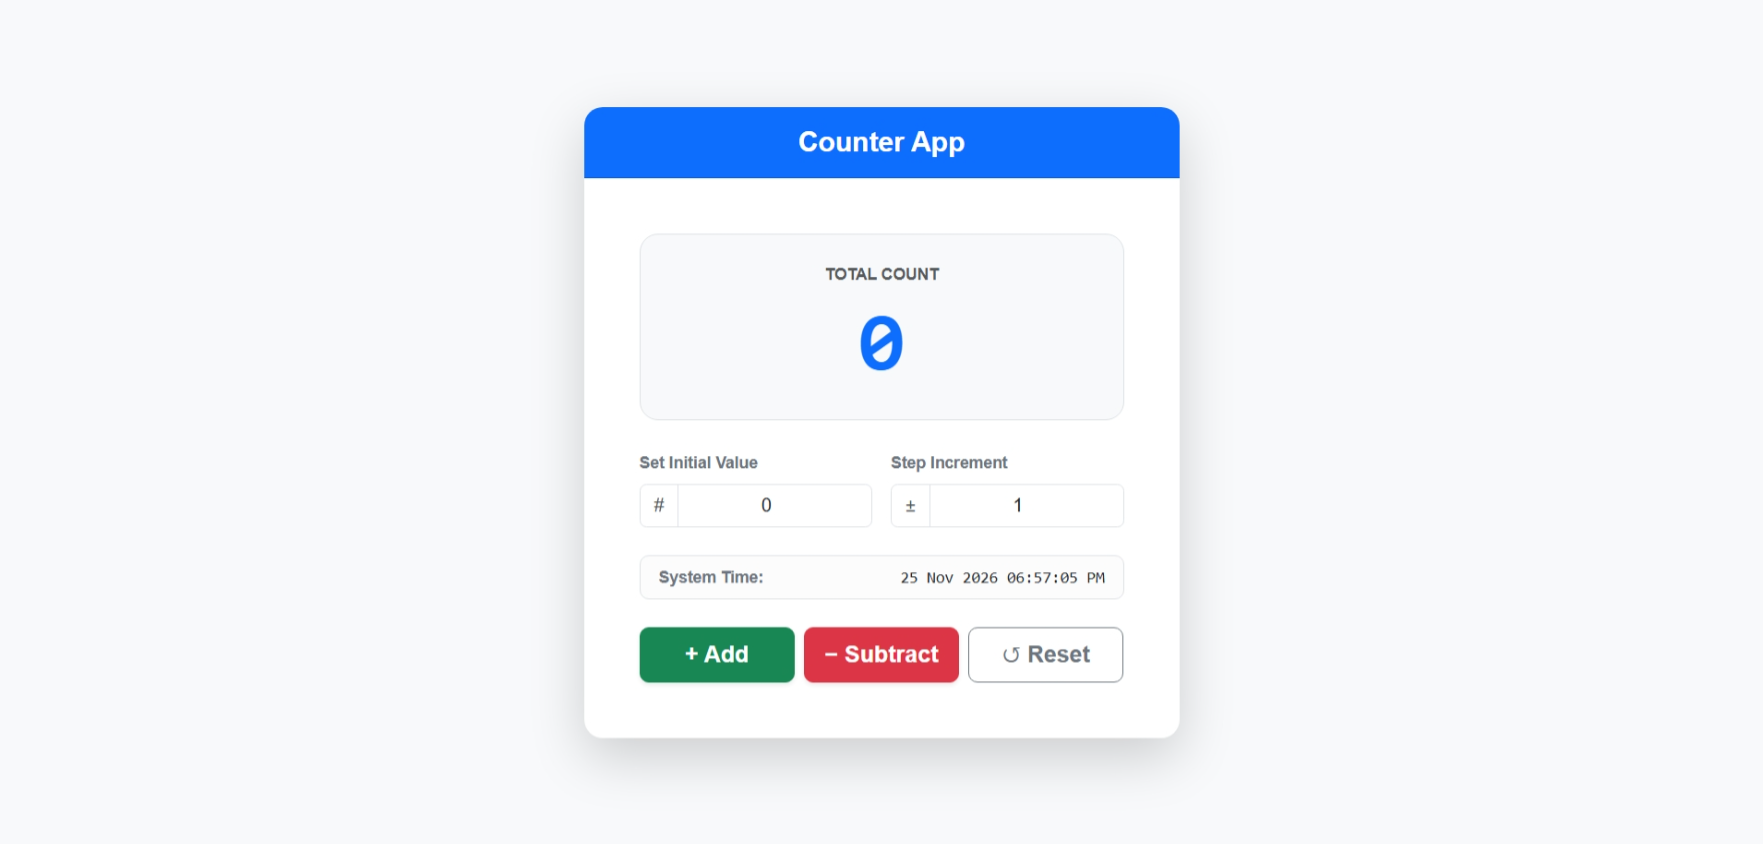 Counter App
TOTAL COUNT
0
Set Initial Value Step Increment
# 0 ± 1
System Time: 25 Nov 2026 06:57:05 PM
+ Add − Subtract ↺ Reset